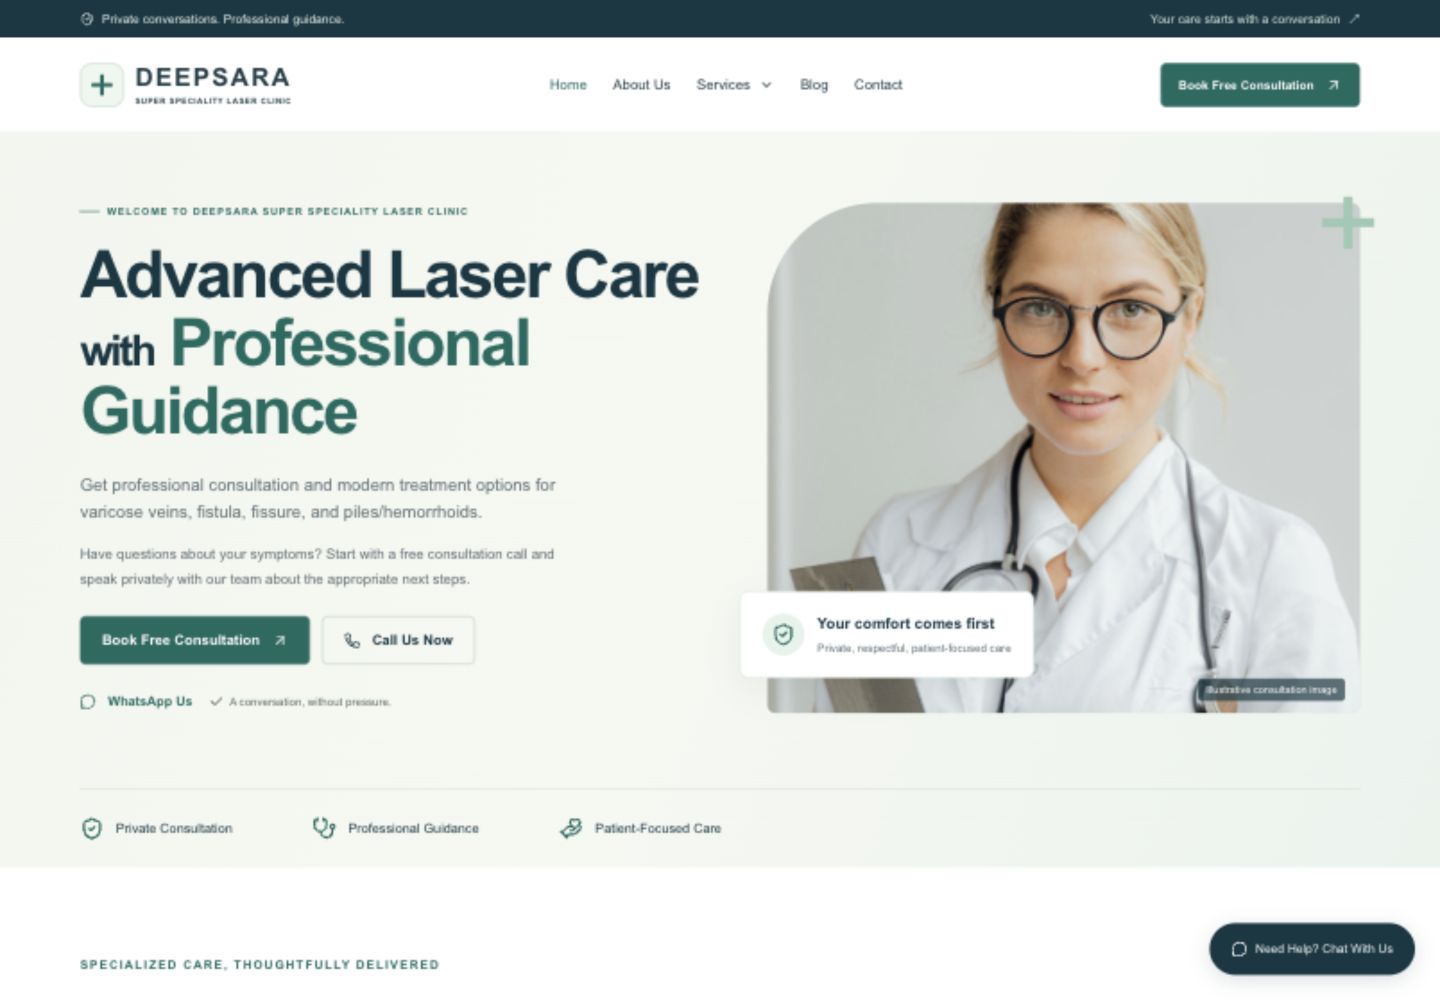 Private conversations. Professional guidance.
Your care starts with a conversation
DEEPSARA
SUPER SPECIALITY LASER CLINIC
Home
About Us
Services
Blog
Contact
Book Free Consultation
WELCOME TO DEEPSARA SUPER SPECIALITY LASER CLINIC
Advanced Laser Care
with Professional
Guidance
Get professional consultation and modern treatment options for
varicose veins, fistula, fissure, and piles/hemorrhoids.
Have questions about your symptoms? Start with a free consultation call and
speak privately with our team about the appropriate next steps.
Book Free Consultation
Call Us Now
WhatsApp Us
A conversation, without pressure.
Your comfort comes first
Private, respectful, patient-focused care
Illustrative consultation image
Private Consultation
Professional Guidance
Patient-Focused Care
SPECIALIZED CARE, THOUGHTFULLY DELIVERED
Need Help? Chat With Us